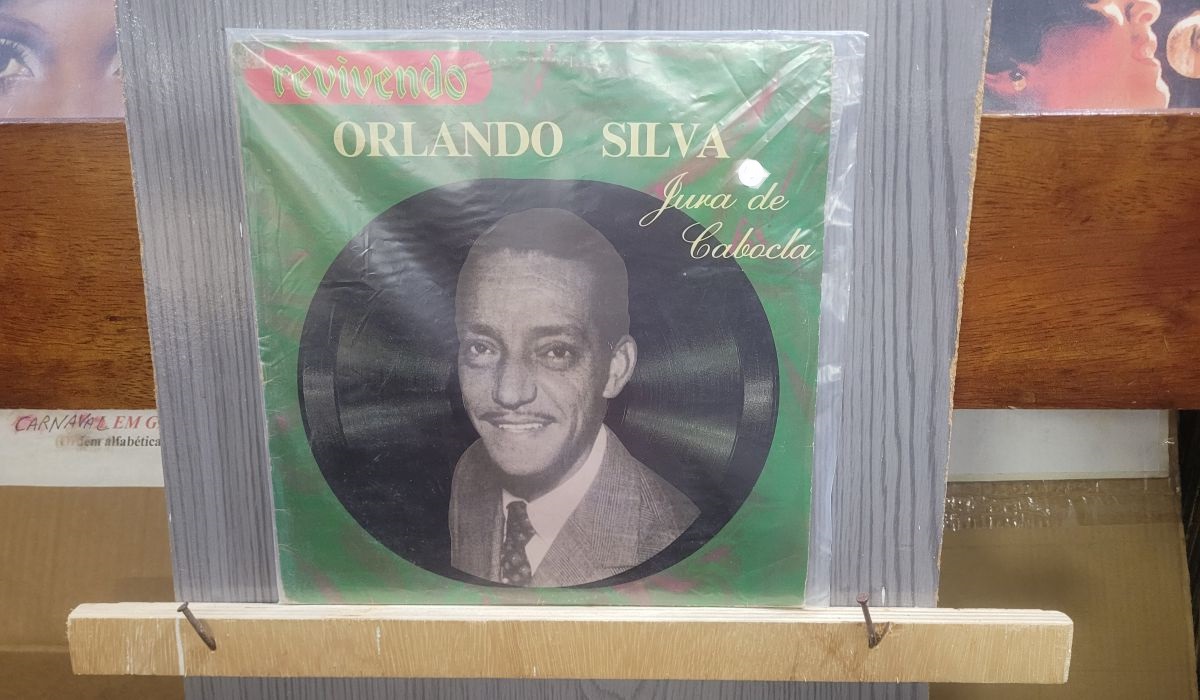 revivendo
ORLANDO SILVA
Jura de
Cabocla
CARNAVAL EM G
Ordem alfabética